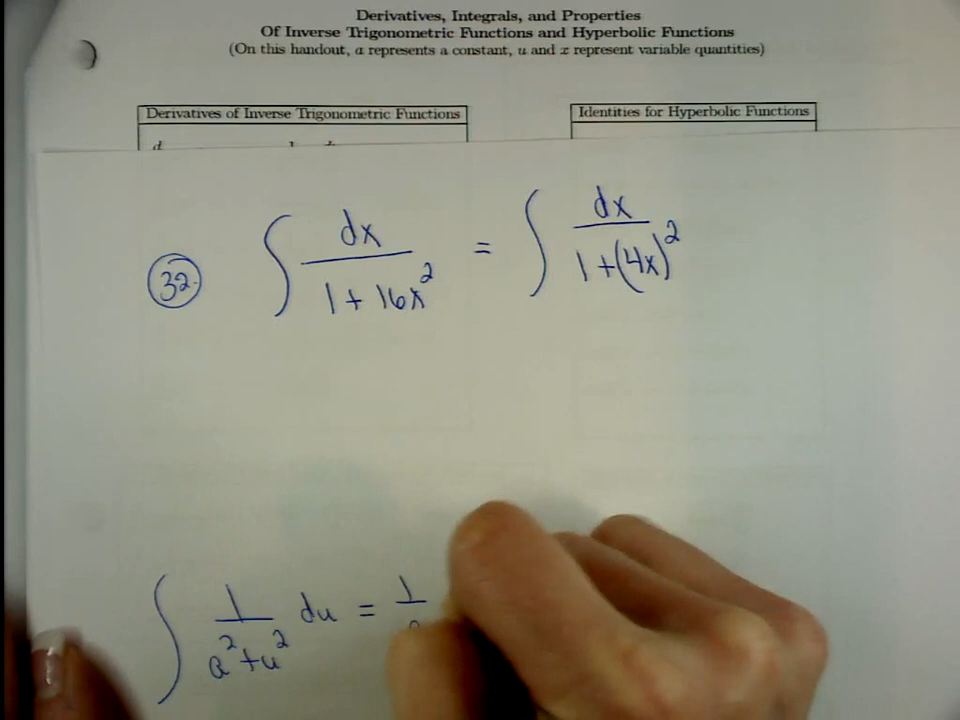 Derivatives, Integrals, and Properties
Of Inverse Trigonometric Functions and Hyperbolic Functions
(On this handout, a represents a constant, u and x represent variable quantities)
Derivatives of Inverse Trigonometric Functions
Identities for Hyperbolic Functions
32. ∫ dx / (1 + 16x²) = ∫ dx / (1 + (4x)²)
∫ 1 / (a² + u²) du = 1